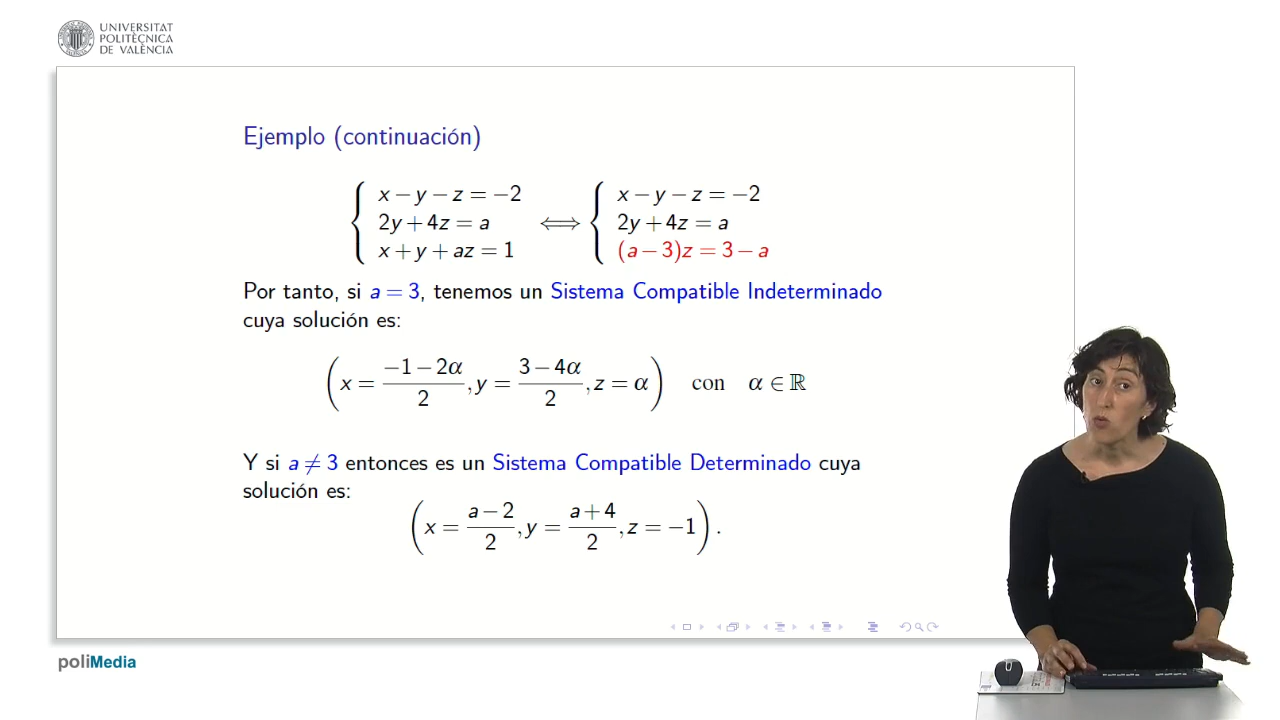 UNIVERSITAT
POLITÈCNICA
DE VALÈNCIA
Ejemplo (continuación)
x − y − z = −2 x − y − z = −2
2y + 4z = a ⟺ 2y + 4z = a
x + y + az = 1 (a − 3)z = 3 − a
Por tanto, si a = 3, tenemos un Sistema Compatible Indeterminado
cuya solución es:
(x = (−1 − 2α)/2, y = (3 − 4α)/2, z = α) con α ∈ ℝ
Y si a ≠ 3 entonces es un Sistema Compatible Determinado cuya
solución es:
(x = (a − 2)/2, y = (a + 4)/2, z = −1).
poliMedia